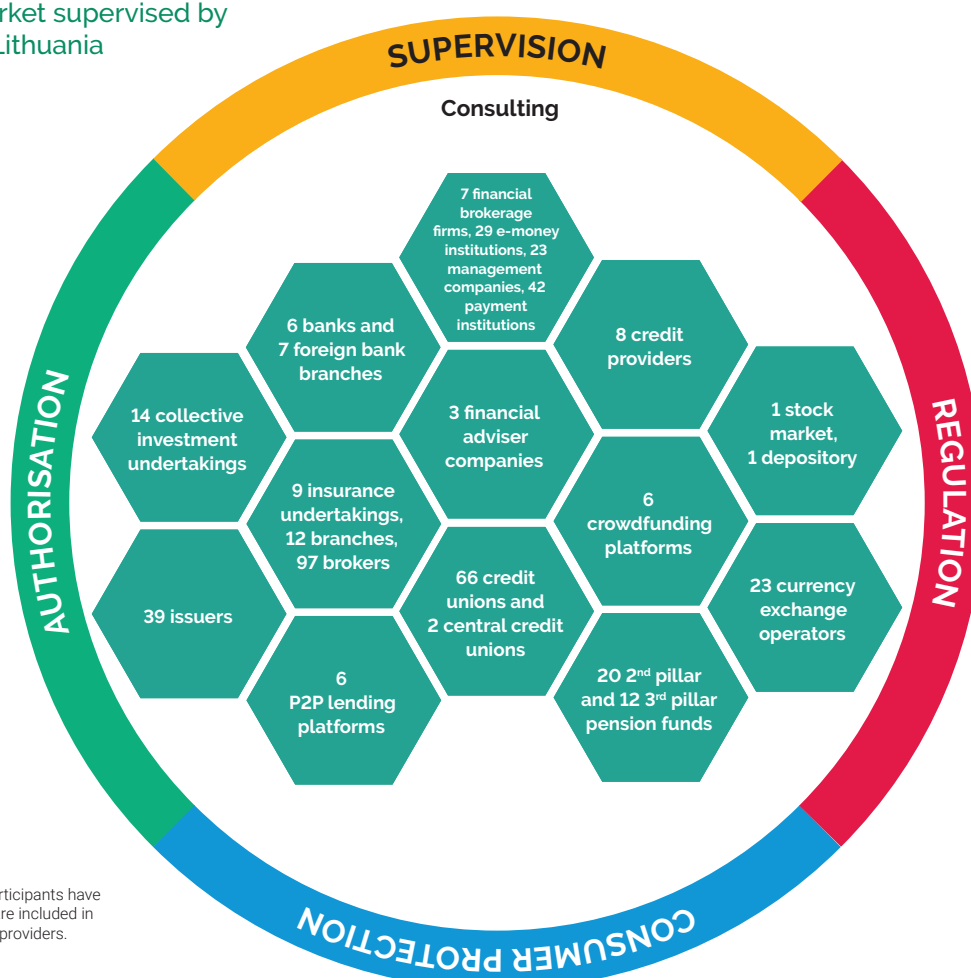 rket supervised by
Lithuania
SUPERVISION
Consulting
7 financial
brokerage
firms, 29 e-money
institutions, 23
management
companies, 42
payment
institutions
6 banks and
7 foreign bank
branches
8 credit
providers
14 collective
investment
undertakings
3 financial
adviser
companies
1 stock
market,
1 depository
AUTHORISATION
REGULATION
9 insurance
undertakings,
12 branches,
97 brokers
6
crowdfunding
platforms
39 issuers
66 credit
unions and
2 central credit
unions
23 currency
exchange
operators
6
P2P lending
platforms
20 2nd pillar
and 12 3rd pillar
pension funds
rticipants have
re included in
providers.
CONSUMER PROTECTION